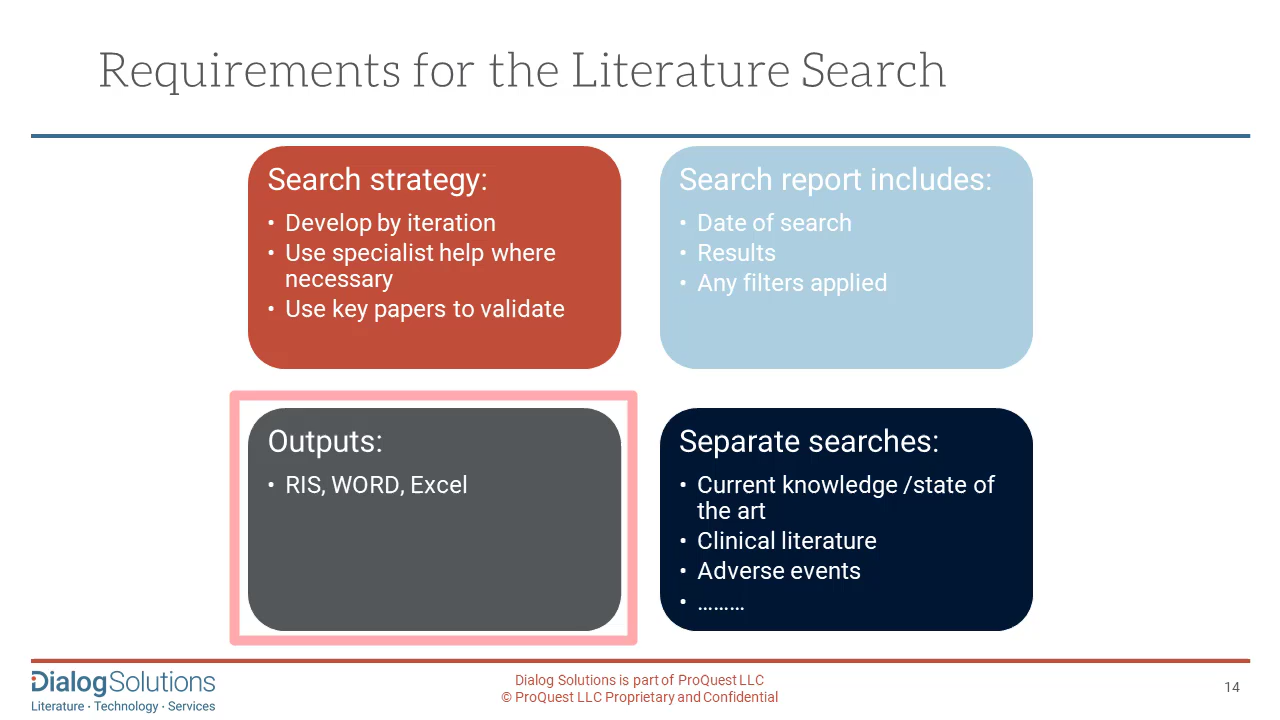 Requirements for the Literature Search
Search strategy:
• Develop by iteration
• Use specialist help where
necessary
• Use key papers to validate
Search report includes:
• Date of search
• Results
• Any filters applied
Outputs:
• RIS, WORD, Excel
Separate searches:
• Current knowledge /state of
the art
• Clinical literature
• Adverse events
• ………
DialogSolutions
Literature · Technology · Services
Dialog Solutions is part of ProQuest LLC
© ProQuest LLC Proprietary and Confidential
14